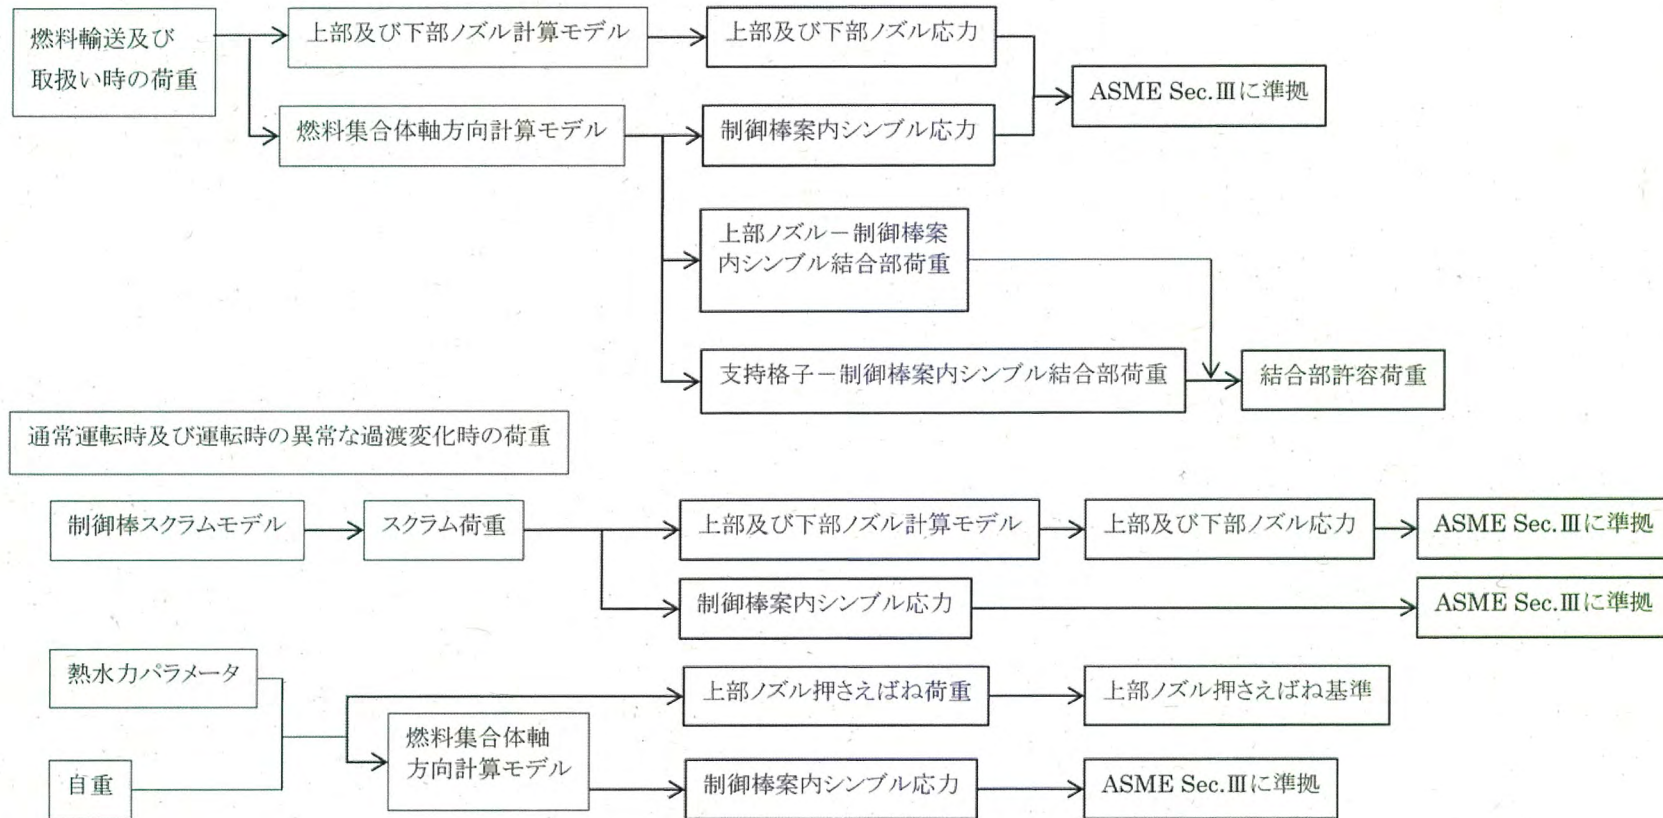 燃料輸送及び
取扱い時の荷重
上部及び下部ノズル計算モデル
上部及び下部ノズル応力
ASME Sec.Ⅲに準拠
燃料集合体軸方向計算モデル
制御棒案内シンブル応力
上部ノズル－制御棒案
内シンブル結合部荷重
支持格子－制御棒案内シンブル結合部荷重
結合部許容荷重
通常運転時及び運転時の異常な過渡変化時の荷重
制御棒スクラムモデル
スクラム荷重
上部及び下部ノズル計算モデル
上部及び下部ノズル応力
ASME Sec.Ⅲに準拠
制御棒案内シンブル応力
ASME Sec.Ⅲに準拠
熱水力パラメータ
上部ノズル押さえばね荷重
上部ノズル押さえばね基準
燃料集合体軸
方向計算モデル
自重
制御棒案内シンブル応力
ASME Sec.Ⅲに準拠